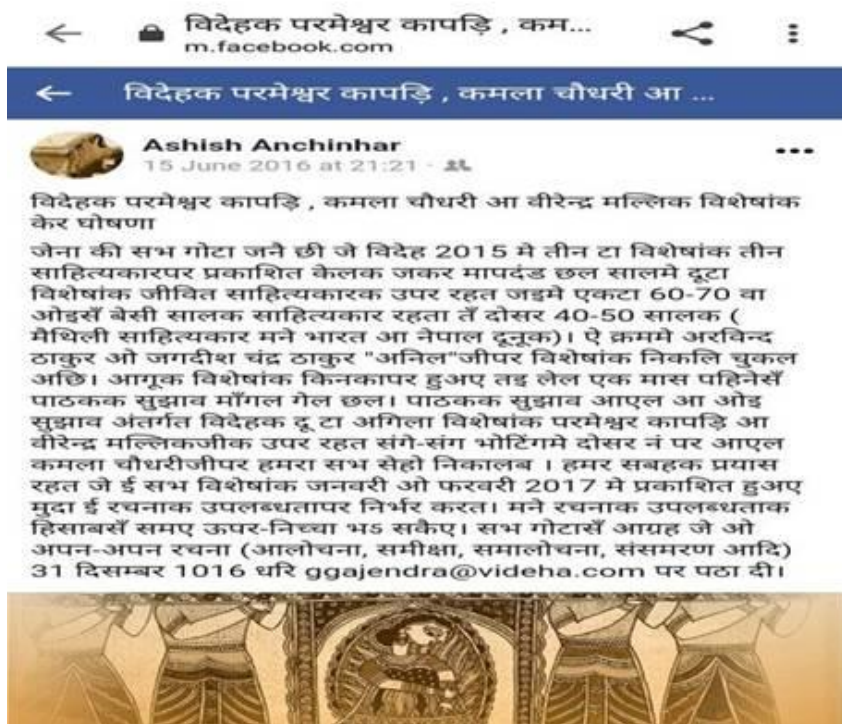 विदेहक परमेश्वर कापड़ि , कम...
m.facebook.com
विदेहक परमेश्वर कापड़ि , कमला चौधरी आ ...
Ashish Anchinhar
15 June 2016 at 21:21 ·
विदेहक परमेश्वर कापड़ि , कमला चौधरी आ वीरेन्द्र मल्लिक विशेषांक
केर घोषणा
जेना की सभ गोटा जनै छी जे विदेह 2015 मे तीन टा विशेषांक तीन
साहित्यकारपर प्रकाशित केलक जकर मापदंड छल सालमे दूटा
विशेषांक जीवित साहित्यकारक उपर रहत जइमे एकटा 60-70 वा
ओइसँ बेसी सालक साहित्यकार रहता तँ दोसर 40-50 सालक (
मैथिली साहित्यकार मने भारत आ नेपाल दूनूक)। ऐ क्रममे अरविन्द
ठाकुर ओ जगदीश चंद्र ठाकुर "अनिल"जीपर विशेषांक निकलि चुकल
अछि। आगूक विशेषांक किनकापर हुअए तइ लेल एक मास पहिनेसँ
पाठकक सुझाव माँगल गेल छल। पाठकक सुझाव आएल आ ओइ
सुझाव अंतर्गत विदेहक दू टा अगिला विशेषांक परमेश्वर कापड़ि आ
वीरेन्द्र मल्लिकजीक उपर रहत संगे-संग भोटिंगमे दोसर नं पर आएल
कमला चौधरीजीपर हमरा सभ सेहो निकालब । हमर सबहक प्रयास
रहत जे ई सभ विशेषांक जनवरी ओ फरवरी 2017 मे प्रकाशित हुअए
मुदा ई रचनाक उपलब्धतापर निर्भर करत। मने रचनाक उपलब्धताक
हिसाबसँ समए ऊपर-निच्चा भऽ सकैए। सभ गोटासँ आग्रह जे ओ
अपन-अपन रचना (आलोचना, समीक्षा, समालोचना, संसमरण आदि)
31 दिसम्बर 1016 धरि ggajendra@videha.com पर पठा दी।